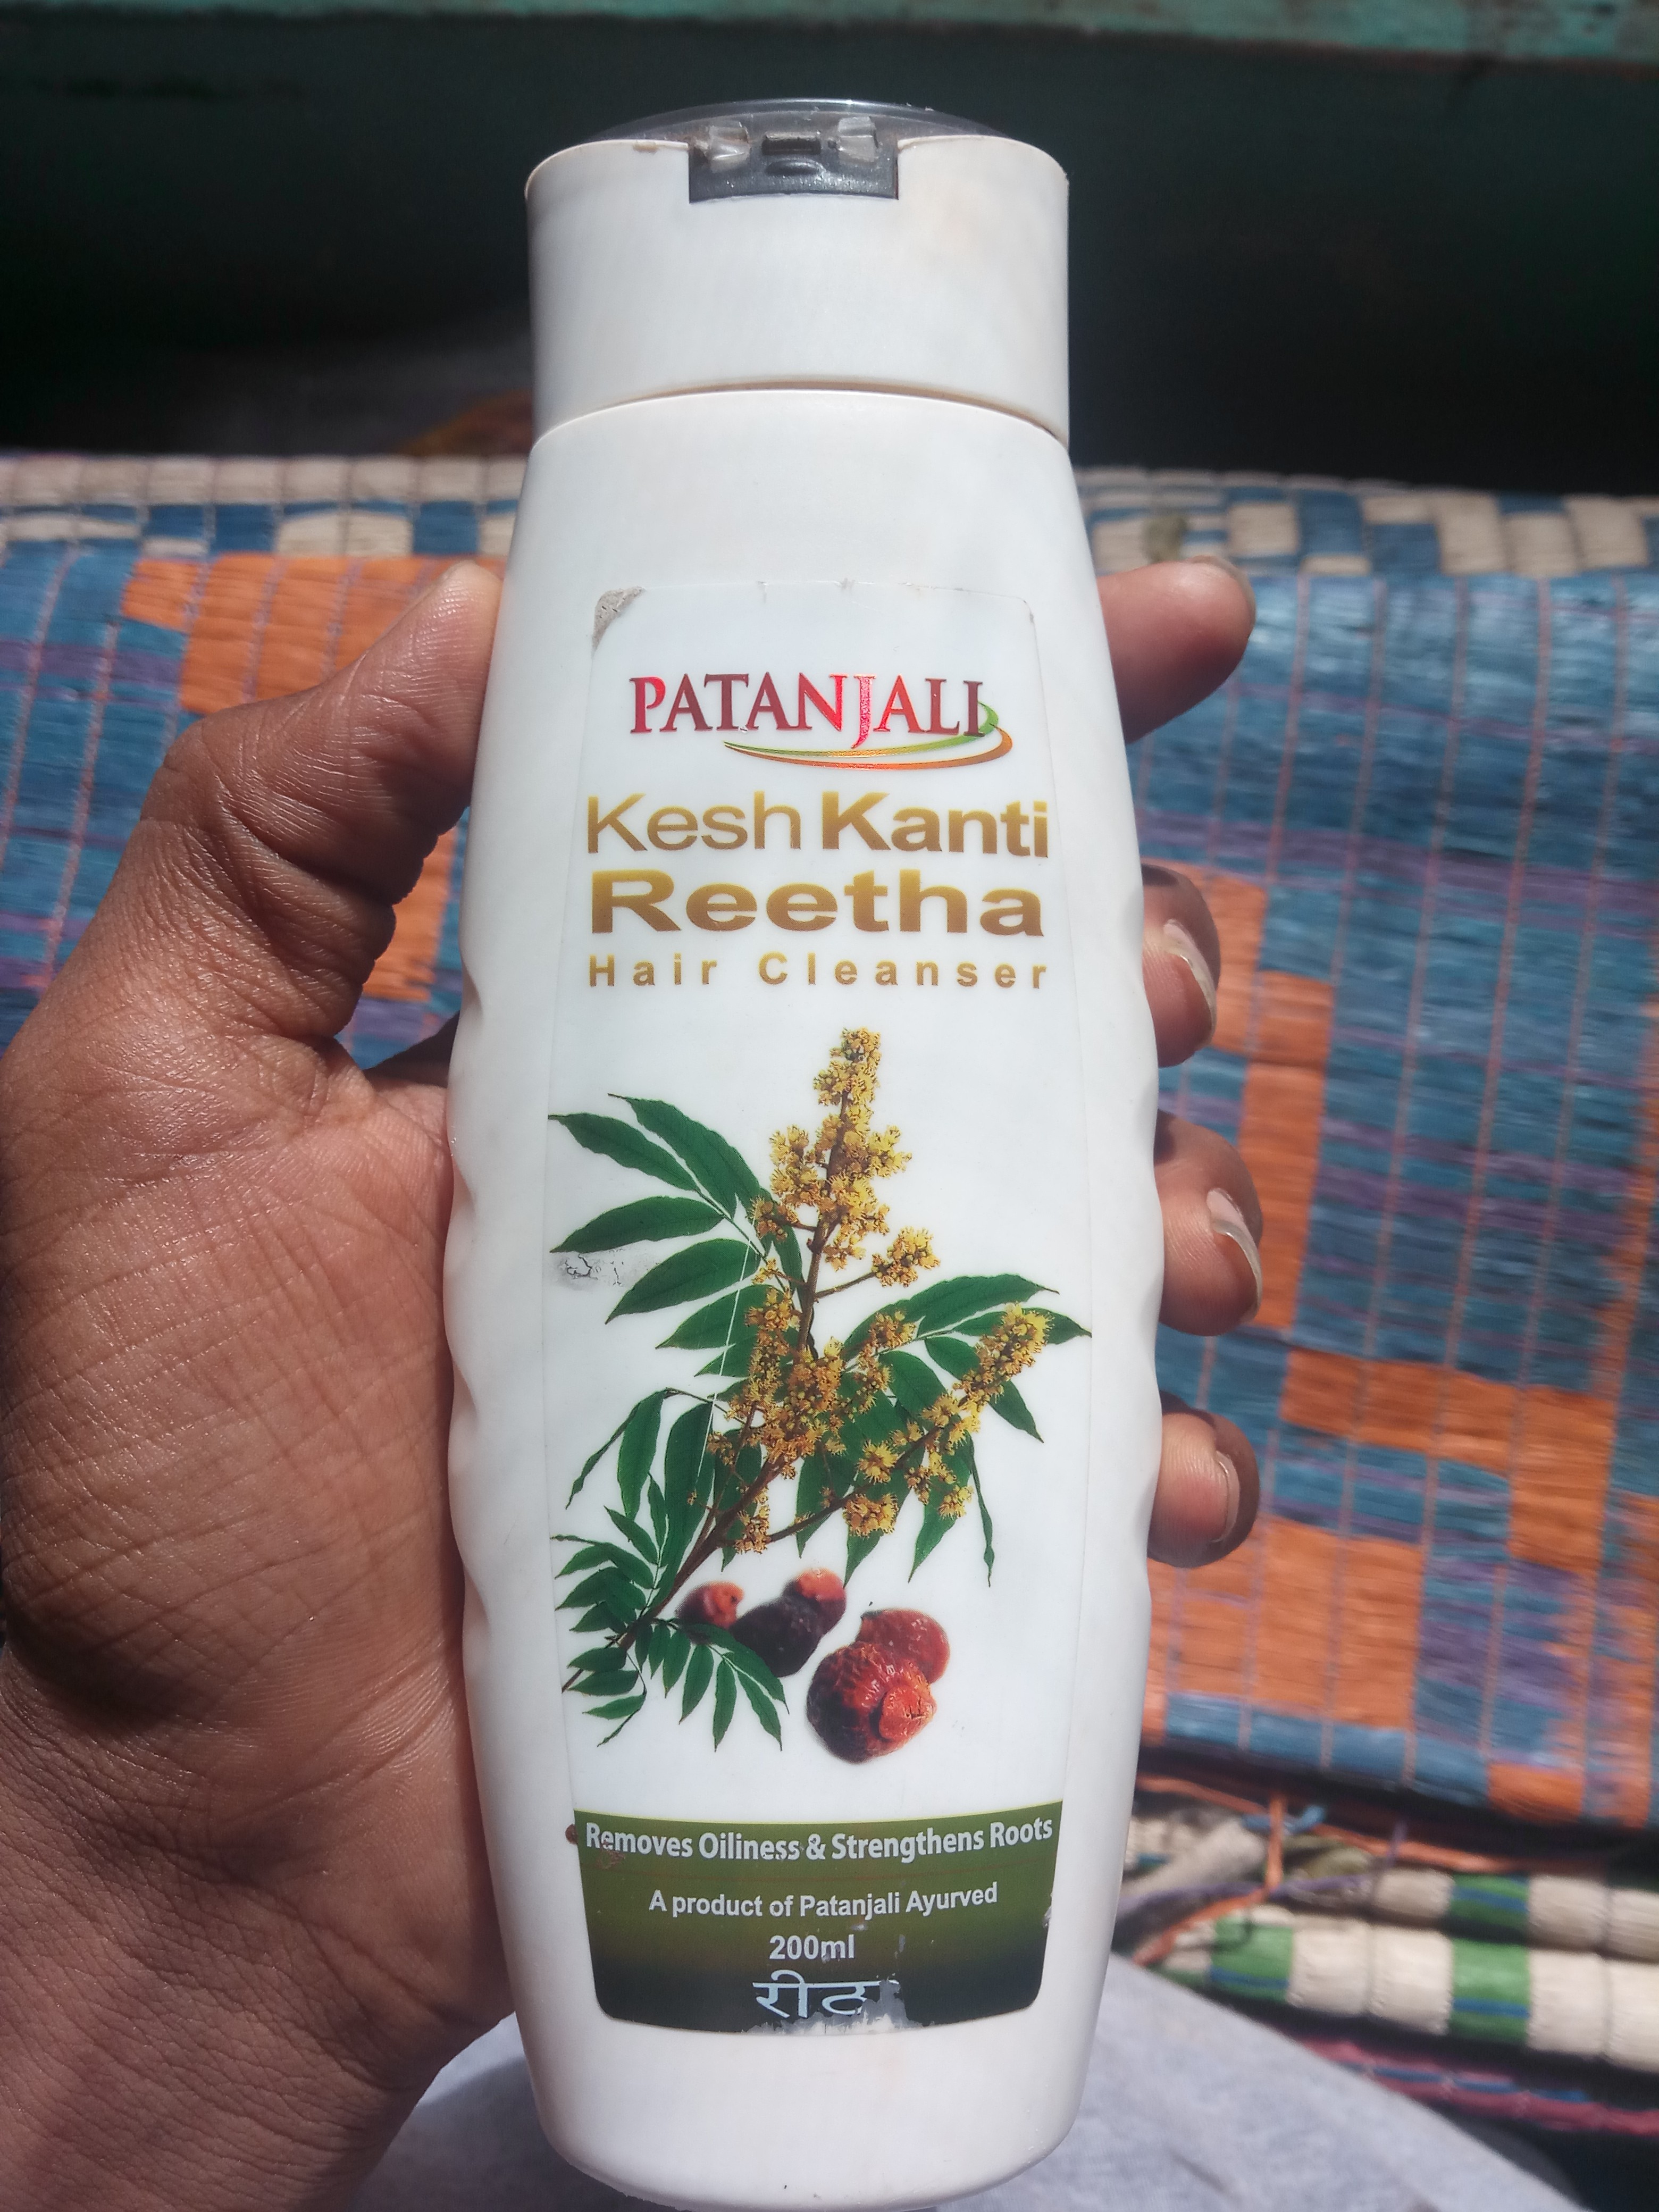 PATANJALI
Kesh Kanti
Reetha
Hair Cleanser
Removes Oiliness & Strengthens Roots
A product of Patanjali Ayurved
200ml